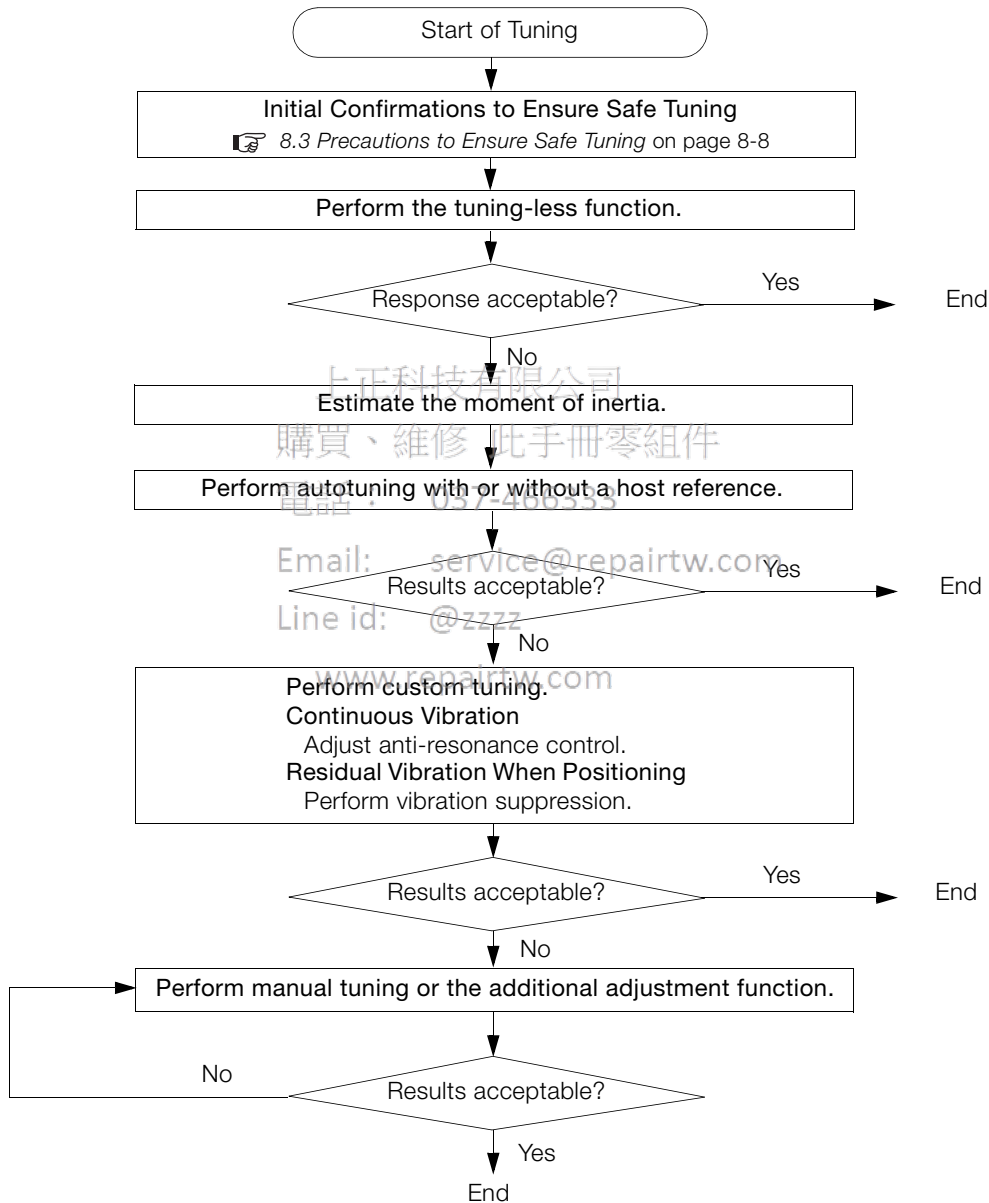 Start of Tuning
Initial Confirmations to Ensure Safe Tuning
8.3 Precautions to Ensure Safe Tuning on page 8-8
Perform the tuning-less function.
Response acceptable?
Yes
End
No
上正科技有限公司
Estimate the moment of inertia.
購買、維修 此手冊零組件
Perform autotuning with or without a host reference.
電話： 037-466333
Email: service@repairtw.com
Results acceptable?
Yes
End
Line id: @zzzz
No
www.repairtw.com
Perform custom tuning.
Continuous Vibration
Adjust anti-resonance control.
Residual Vibration When Positioning
Perform vibration suppression.
Results acceptable?
Yes
End
No
Perform manual tuning or the additional adjustment function.
No
Results acceptable?
Yes
End